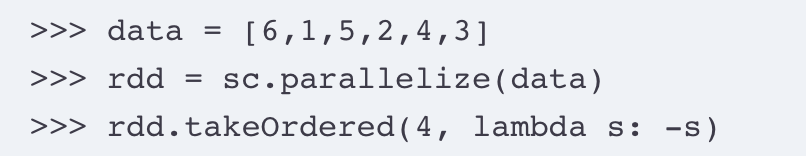 >>> data = [6,1,5,2,4,3]
>>> rdd = sc.parallelize(data)
>>> rdd.takeOrdered(4, lambda s: -s)